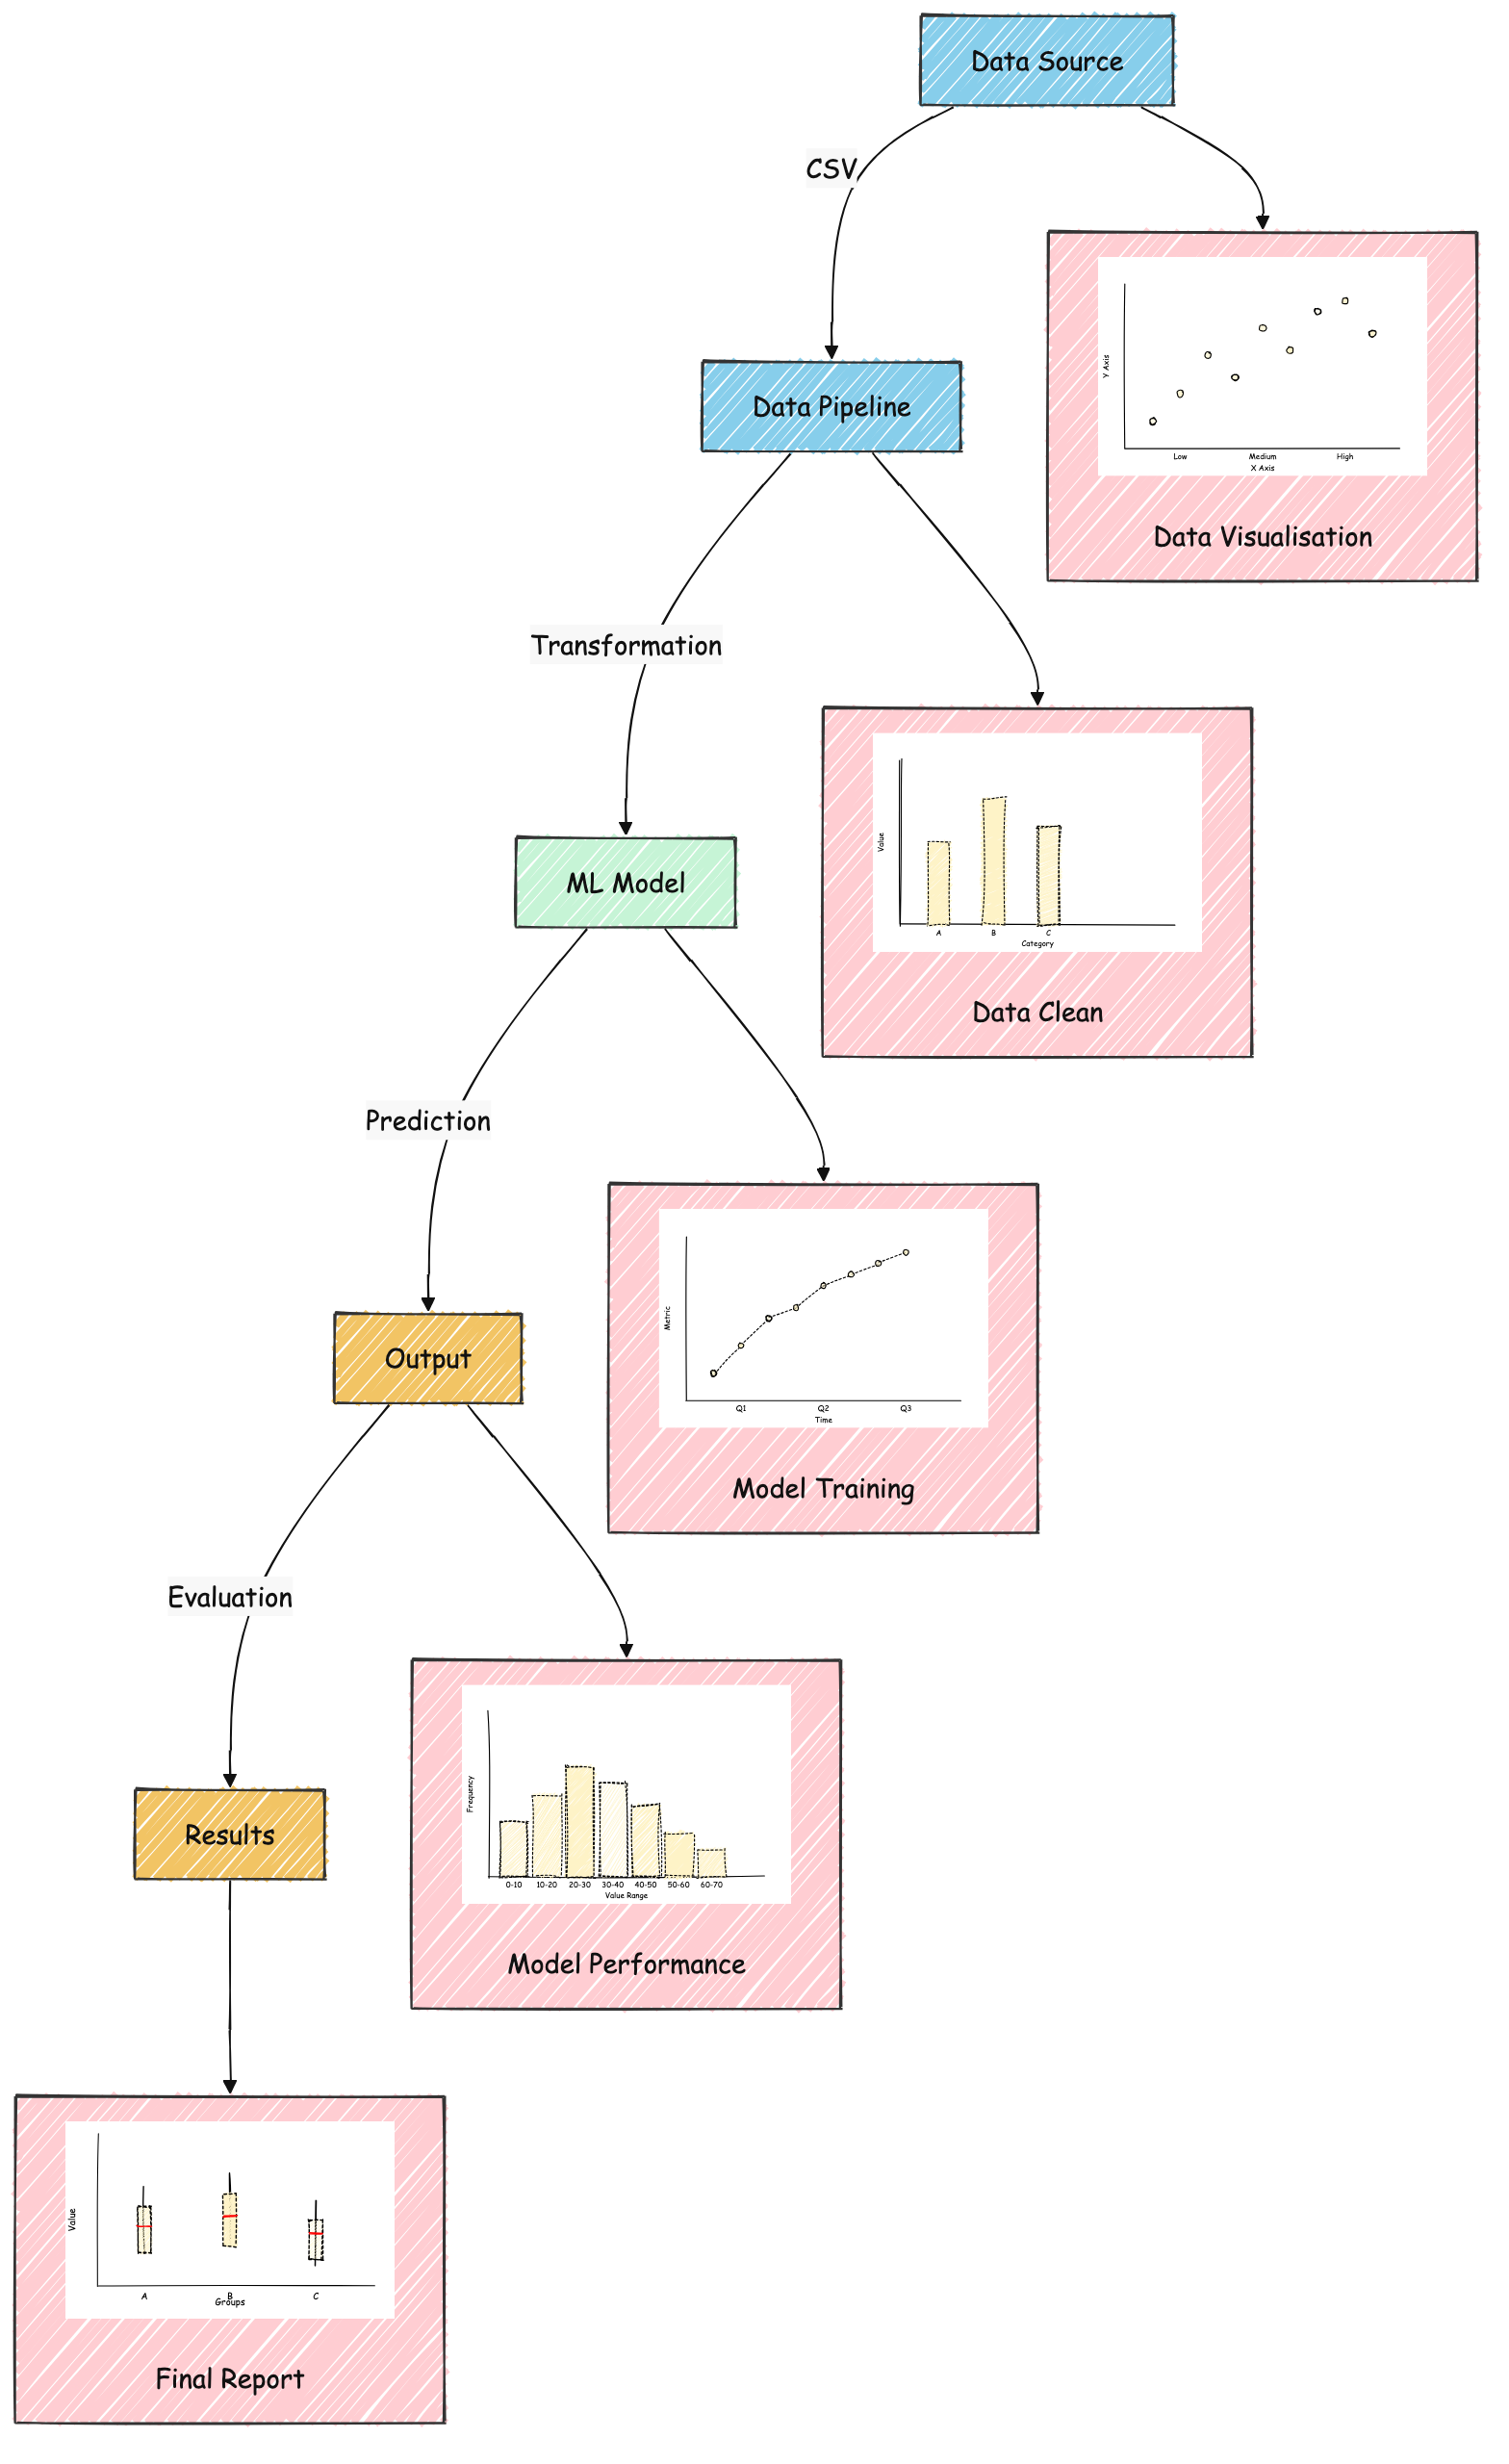 Data Source
CSV
Y Axis
Low Medium High
X Axis
Data Visualisation
Data Pipeline
Transformation
Value
A B C
Category
Data Clean
ML Model
Prediction
Metric
Q1 Q2 Q3
Time
Model Training
Output
Evaluation
Frequency
0-10 10-20 20-30 30-40 40-50 50-60 60-70
Value Range
Model Performance
Results
Value
A B C
Groups
Final Report